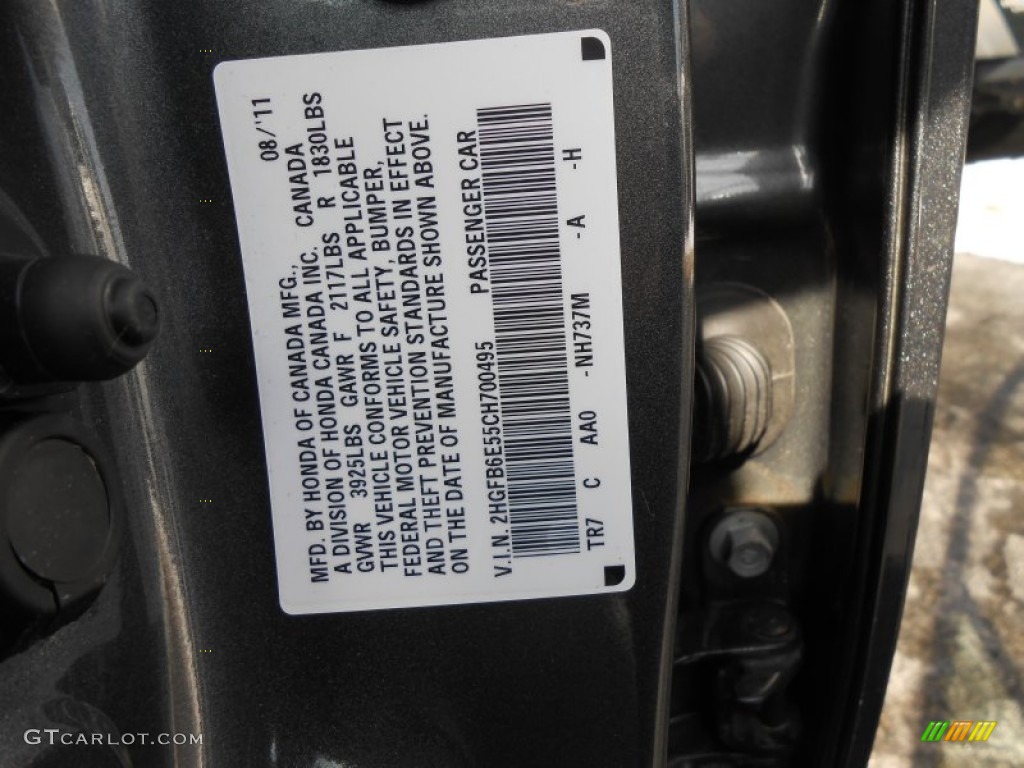 MFD. BY HONDA OF CANADA MFG., 08/'11
A DIVISION OF HONDA CANADA INC. CANADA
GVWR 3925LBS GAWR F 2117LBS R 1830LBS
THIS VEHICLE CONFORMS TO ALL APPLICABLE
FEDERAL MOTOR VEHICLE SAFETY, BUMPER,
AND THEFT PREVENTION STANDARDS IN EFFECT
ON THE DATE OF MANUFACTURE SHOWN ABOVE.
V.I.N. 2HGFB6E55CH700495 PASSENGER CAR
TR7 C AA0 -NH737M -A -H
GTCARLOT.COM